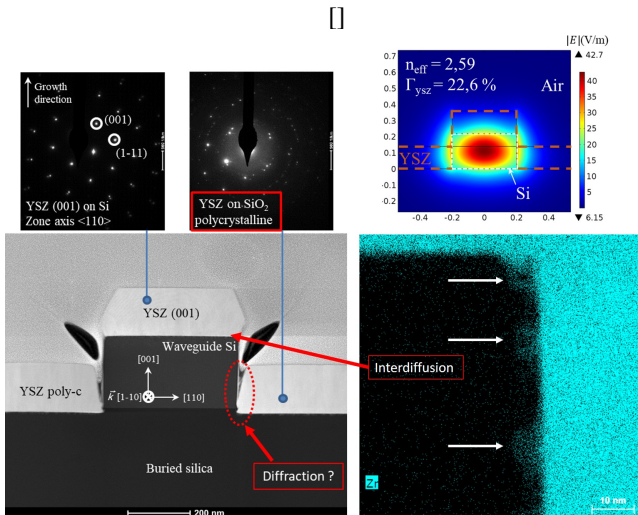 []
Growth
direction
(001)
(1-11)
YSZ (001) on Si
Zone axis <110>
YSZ on SiO₂
polycrystalline
|E|(V/m)
42.7
n_eff = 2,59
Γ_ysz = 22,6 %
Air
YSZ
Si
0.7
0.6
0.5
0.4
0.3
0.2
0.1
0
-0.1
-0.2
-0.4
-0.2
0
0.2
0.4
40
35
30
25
20
15
10
5
6.15
YSZ (001)
Waveguide Si
YSZ poly-c
[001]
k⃗ [1-10]
[110]
Buried silica
200 nm
Interdiffusion
Diffraction ?
Zr
10 nm